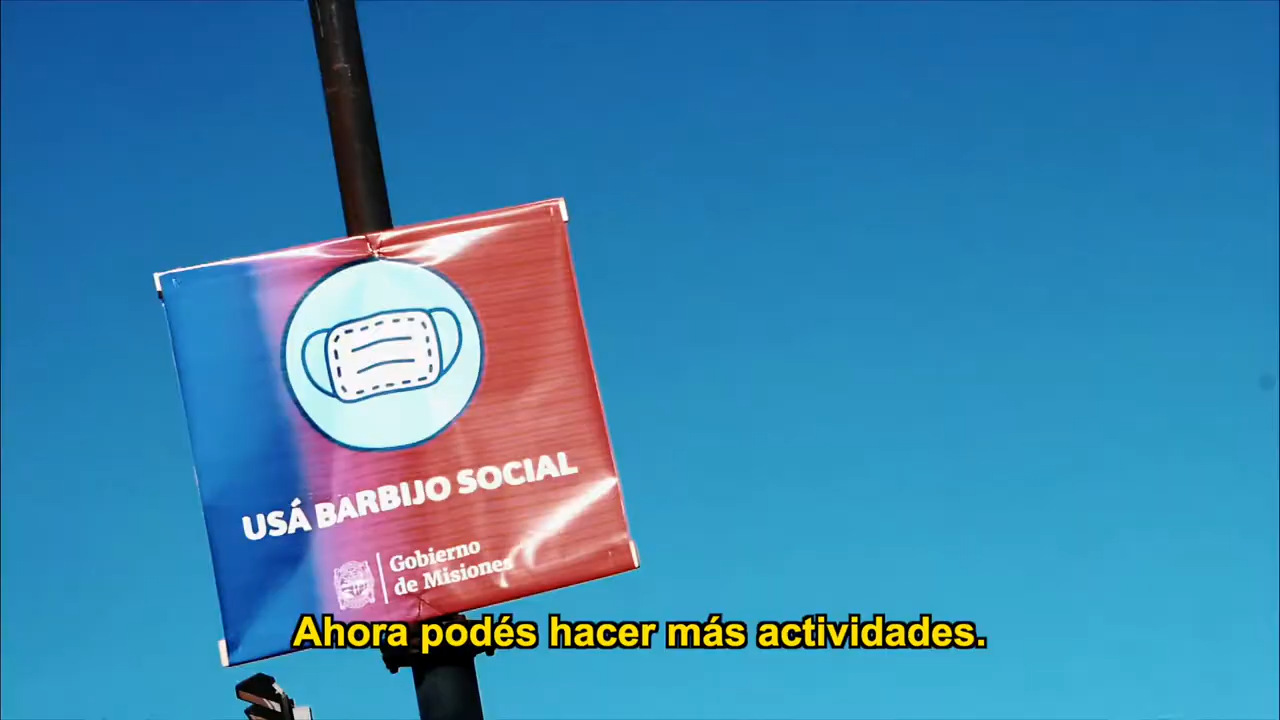 USÁ BARBIJO SOCIAL
Gobierno
de Misiones
Ahora podés hacer más actividades.